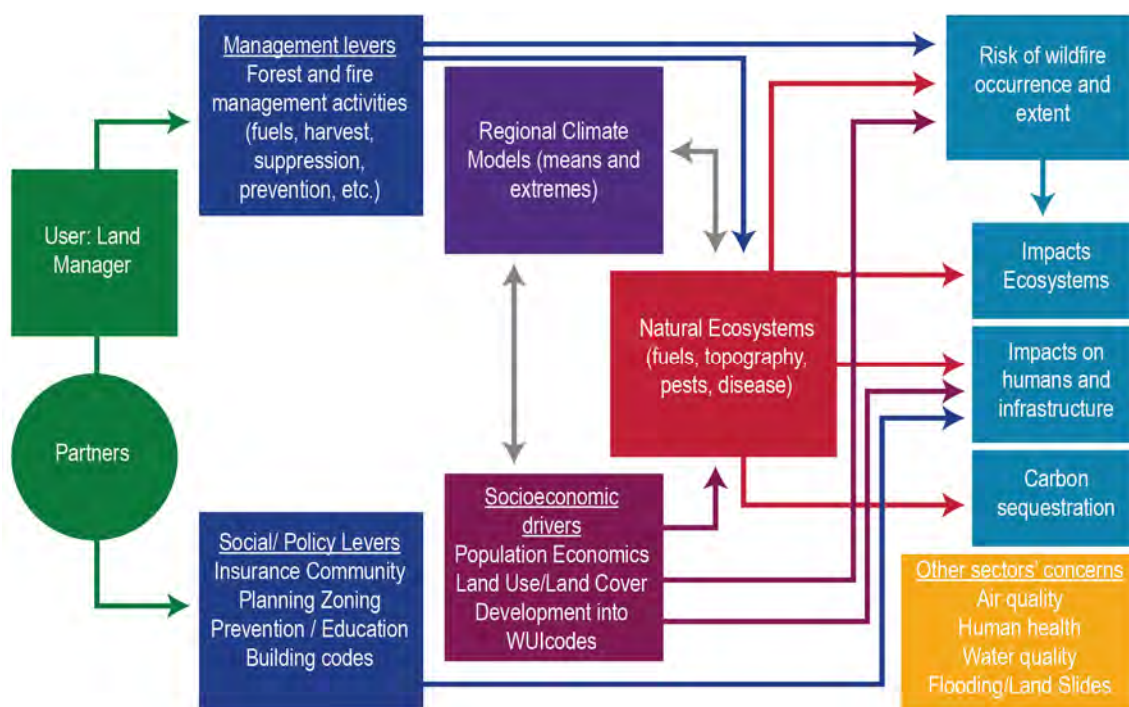 Management levers
Forest and fire
management activities
(fuels, harvest,
suppression,
prevention, etc.)
Regional Climate
Models (means and
extremes)
Risk of wildfire
occurrence and
extent
User: Land
Manager
Impacts
Ecosystems
Natural Ecosystems
(fuels, topography,
pests, disease)
Impacts on
humans and
infrastructure
Partners
Carbon
sequestration
Socioeconomic
drivers
Population Economics
Land Use/Land Cover
Development into
WUIcodes
Social/ Policy Levers
Insurance Community
Planning Zoning
Prevention / Education
Building codes
Other sectors' concerns
Air quality
Human health
Water quality
Flooding/Land Slides